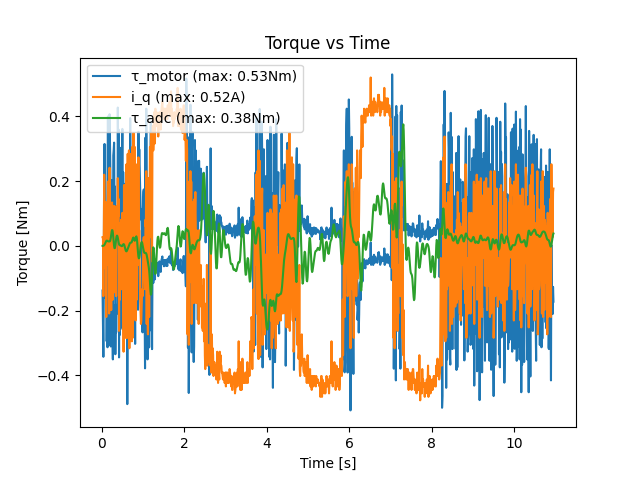 Torque vs Time
τ_motor (max: 0.53Nm)
i_q (max: 0.52A)
τ_adc (max: 0.38Nm)
Torque [Nm]
0.4
0.2
0.0
−0.2
−0.4
0 2 4 6 8 10
Time [s]